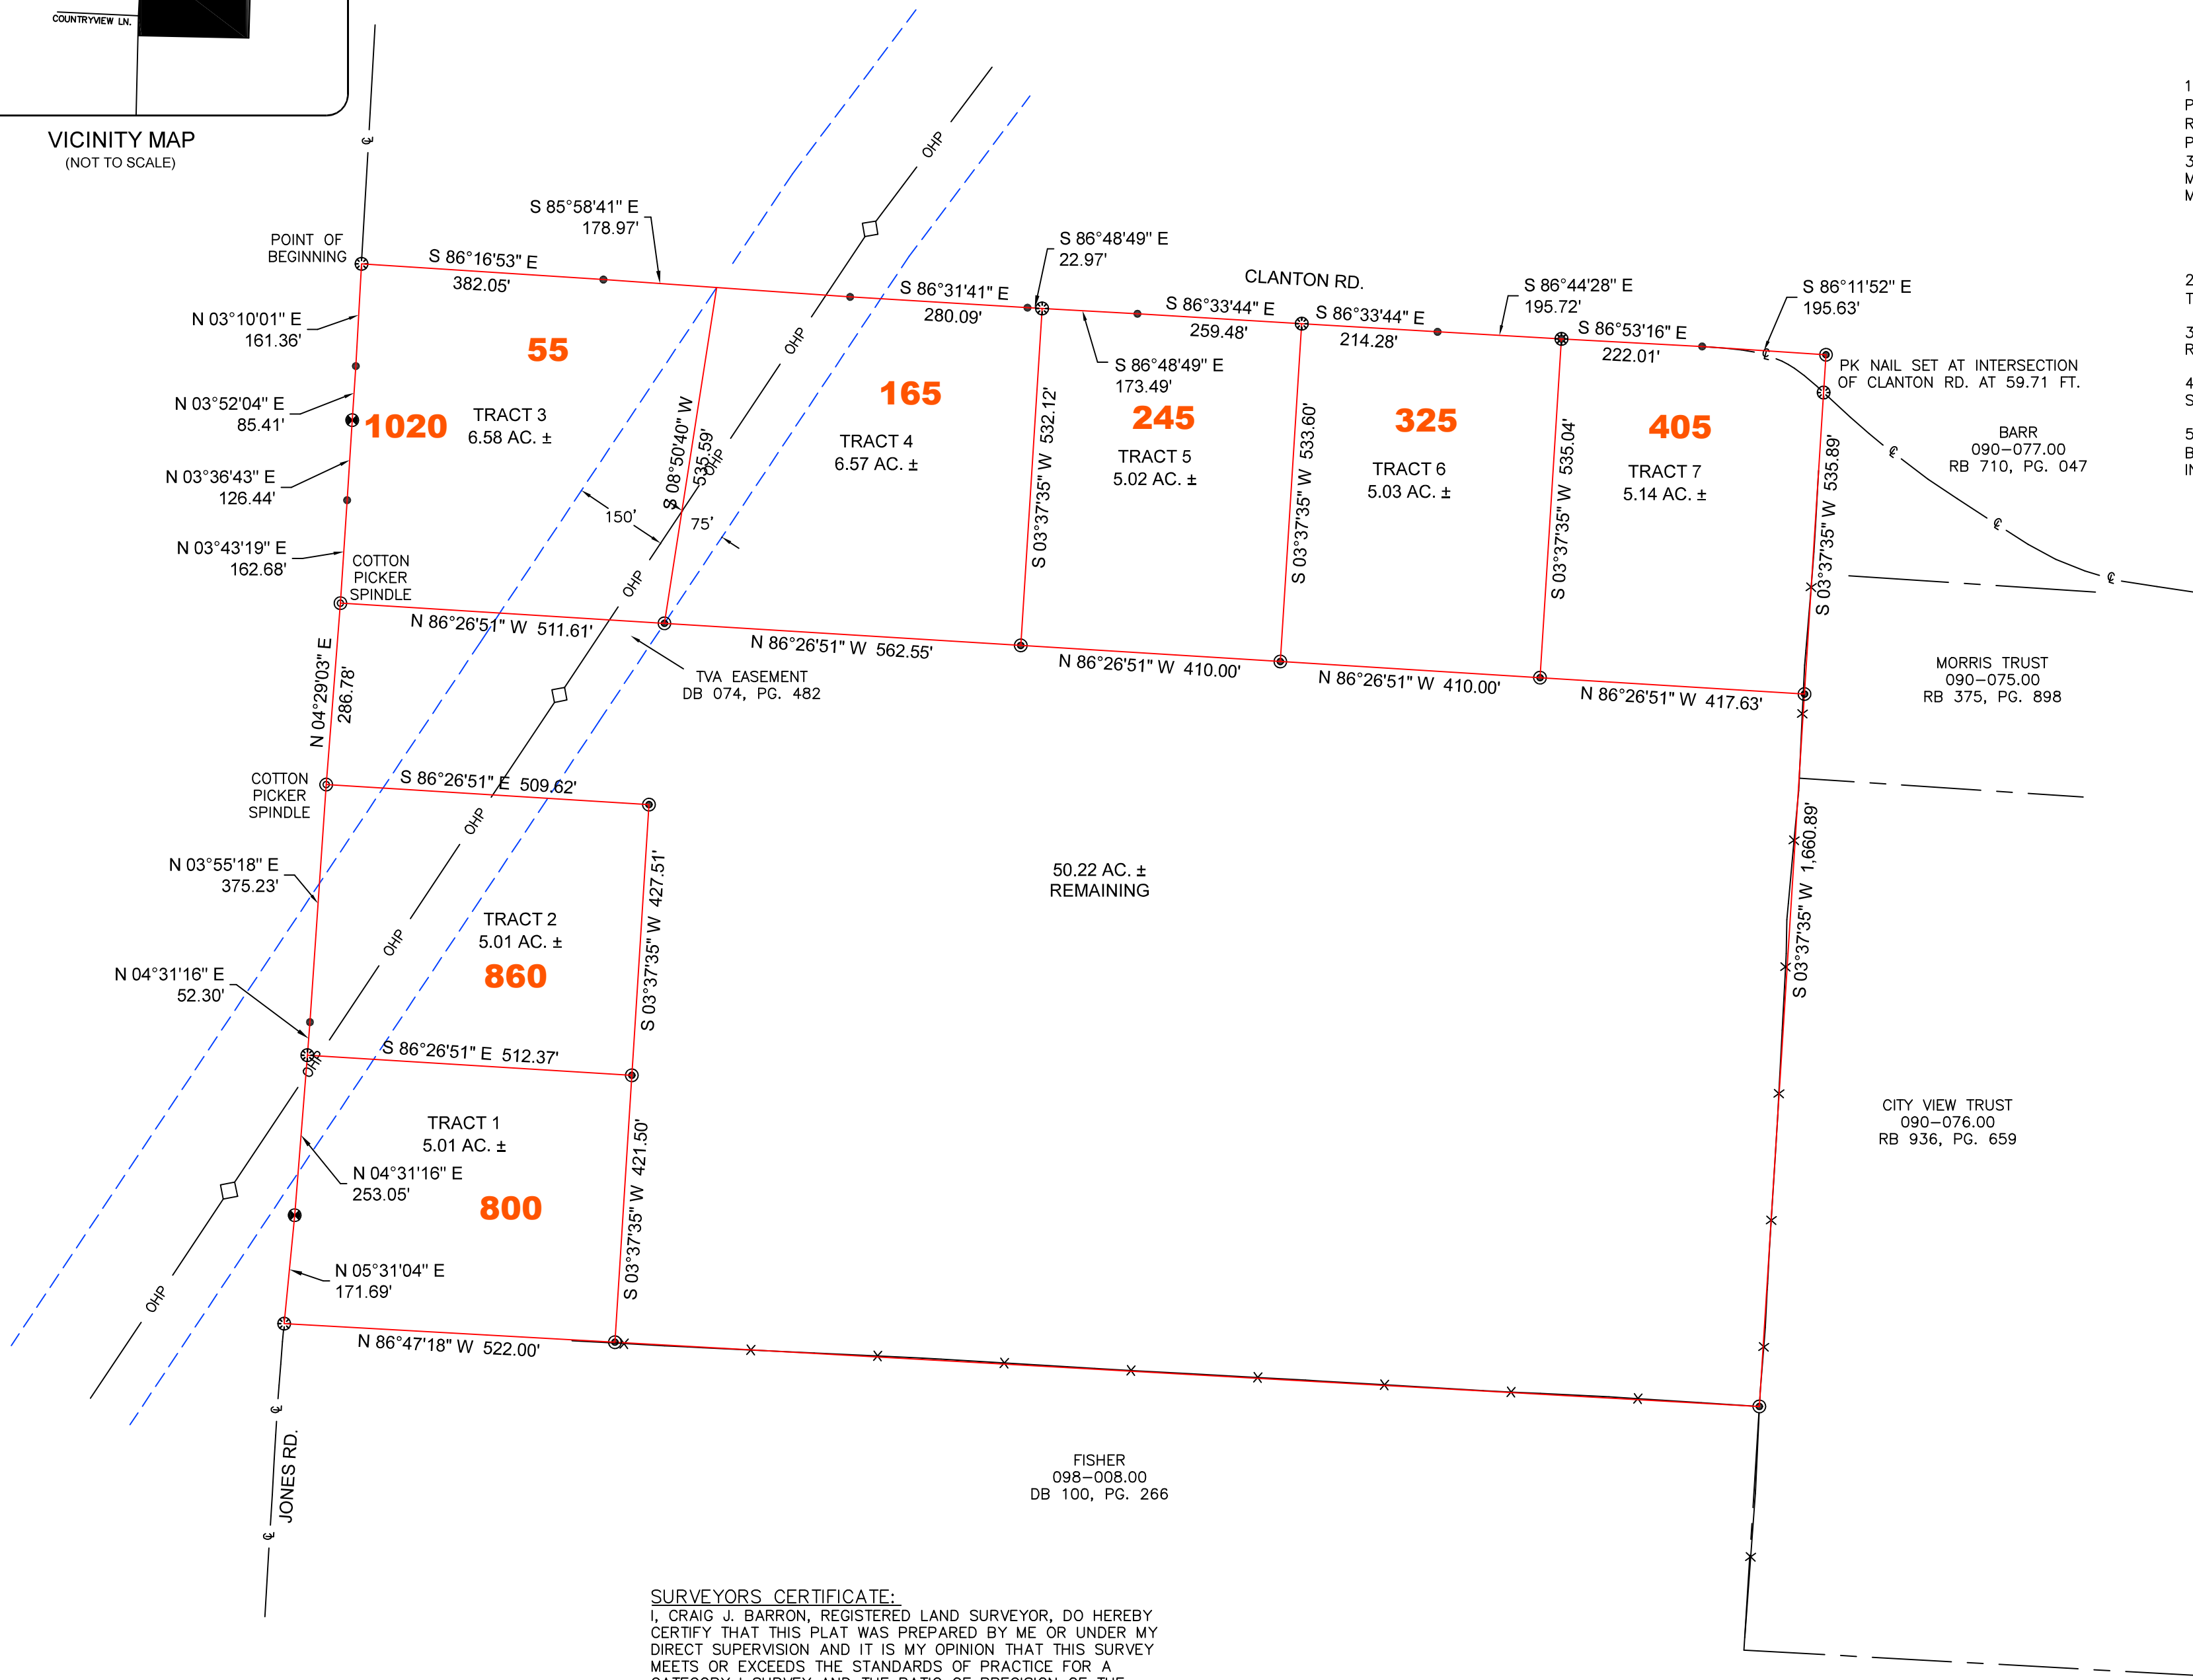 COUNTRYVIEW LN.
VICINITY MAP
(NOT TO SCALE)
POINT OF
BEGINNING
S 86°16'53" E
382.05'
S 85°58'41" E
178.97'
S 86°31'41" E
280.09'
S 86°48'49" E
22.97'
CLANTON RD.
S 86°33'44" E
259.48'
S 86°48'49" E
173.49'
S 86°33'44" E
214.28'
S 86°44'28" E
195.72'
S 86°53'16" E
222.01'
S 86°11'52" E
195.63'
PK NAIL SET AT INTERSECTION
OF CLANTON RD. AT 59.71 FT.
BARR
090-077.00
RB 710, PG. 047
N 03°10'01" E
161.36'
N 03°52'04" E
85.41'
N 03°36'43" E
126.44'
N 03°43'19" E
162.68'
COTTON
PICKER
SPINDLE
55
1020
TRACT 3
6.58 AC. ±
S 08°50'40" W
535.59'
OHP
OHP
OHP
OHP
150'
75'
165
TRACT 4
6.57 AC. ±
S 03°37'35" W 532.12'
245
TRACT 5
5.02 AC. ±
S 03°37'35" W 533.60'
325
TRACT 6
5.03 AC. ±
S 03°37'35" W 535.04'
405
TRACT 7
5.14 AC. ±
S 03°37'35" W 535.89'
N 86°26'51" W 511.61'
N 86°26'51" W 562.55'
N 86°26'51" W 410.00'
N 86°26'51" W 410.00'
N 86°26'51" W 417.63'
TVA EASEMENT
DB 074, PG. 482
MORRIS TRUST
090-075.00
RB 375, PG. 898
N 04°29'03" E
286.78'
COTTON
PICKER
SPINDLE
S 86°26'51" E 509.62'
OHP
OHP
N 03°55'18" E
375.23'
TRACT 2
5.01 AC. ±
860
S 03°37'35" W 427.51'
50.22 AC. ±
REMAINING
S 03°37'35" W 1,660.89'
N 04°31'16" E
52.30'
OHP
S 86°26'51" E 512.37'
TRACT 1
5.01 AC. ±
N 04°31'16" E
253.05'
800
S 03°37'35" W 421.50'
CITY VIEW TRUST
090-076.00
RB 936, PG. 659
OHP
N 05°31'04" E
171.69'
N 86°47'18" W 522.00'
JONES RD.
FISHER
098-008.00
DB 100, PG. 266
SURVEYORS CERTIFICATE:
I, CRAIG J. BARRON, REGISTERED LAND SURVEYOR, DO HEREBY
CERTIFY THAT THIS PLAT WAS PREPARED BY ME OR UNDER MY
DIRECT SUPERVISION AND IT IS MY OPINION THAT THIS SURVEY
MEETS OR EXCEEDS THE STANDARDS OF PRACTICE FOR A
CATEGORY I SURVEY AND THE RATIO OF PRECISION OF THE